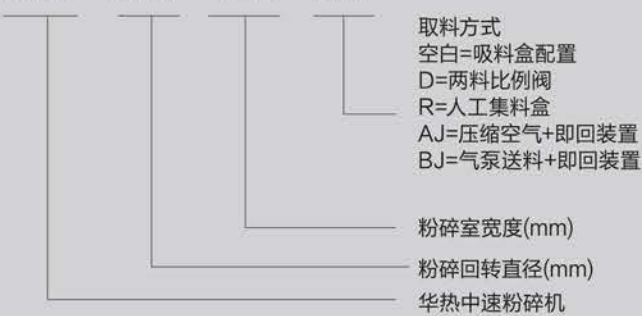 取料方式
空白=吸料盒配置
D=两料比例阀
R=人工集料盒
AJ=压缩空气+即回装置
BJ=气泵送料+即回装置
粉碎室宽度(mm)
粉碎回转直径(mm)
华热中速粉碎机